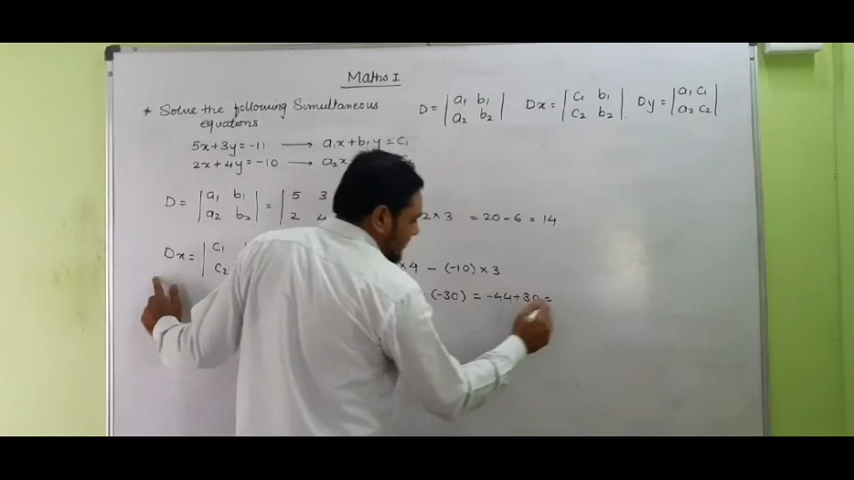 Maths I
* Solve the following Simultaneous equations
D = | a₁ b₁ |
| a₂ b₂ |
Dx = | c₁ b₁ |
| c₂ b₂ |
Dy = | a₁ c₁ |
| a₂ c₂ |
5x+3y = -11 → a₁x + b₁y = c₁
2x + 4y = -10 →
D = | a₁ b₁ | = | 5 3
| a₂ b₂ | | 2
2×3 = 20 - 6 = 14
Dx = | c₁
| c₂
×4 - (-10)×3
(-30) = -44+30 =